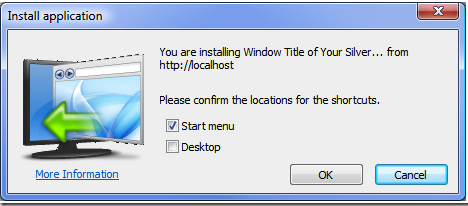 Install application
You are installing Window Title of Your Silver... from
http://localhost
Please confirm the locations for the shortcuts.
Start menu
Desktop
More Information
OK
Cancel